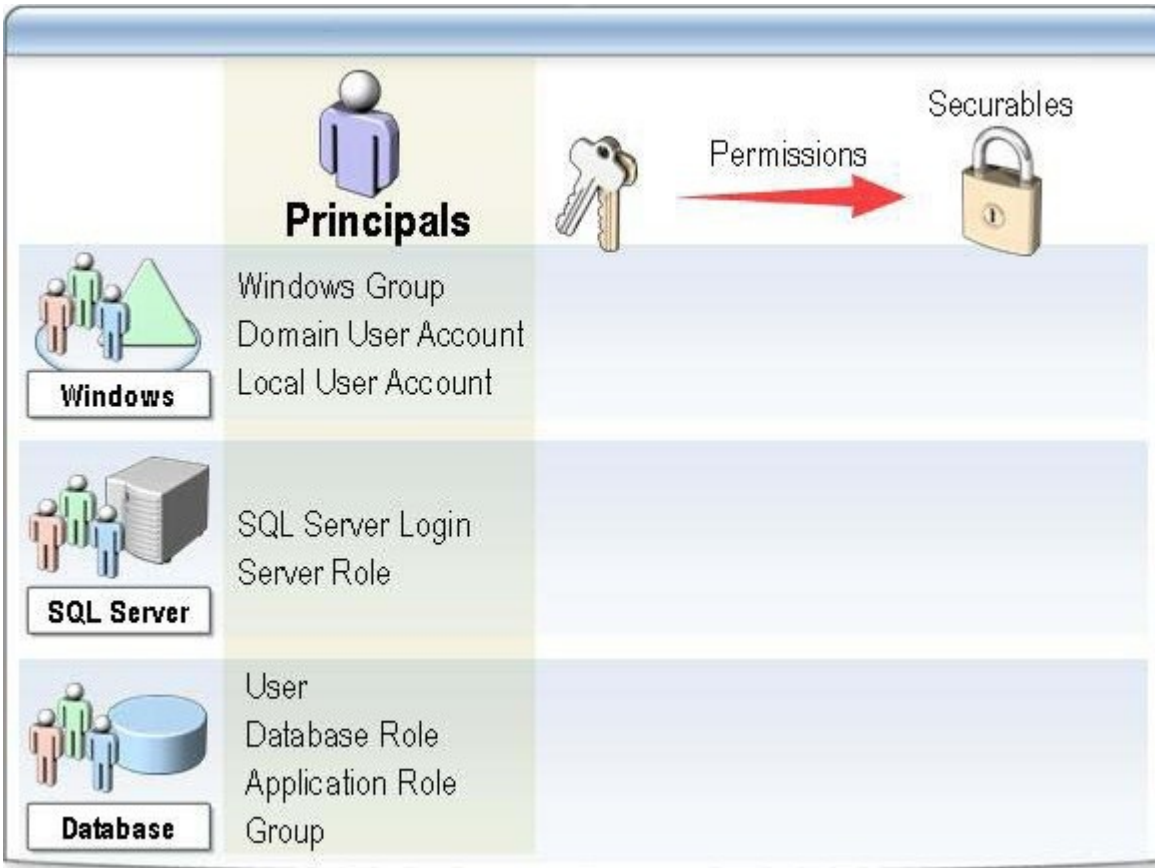 Securables
Permissions
Principals
Windows Group
Domain User Account
Local User Account
Windows
SQL Server Login
Server Role
SQL Server
User
Database Role
Application Role
Group
Database